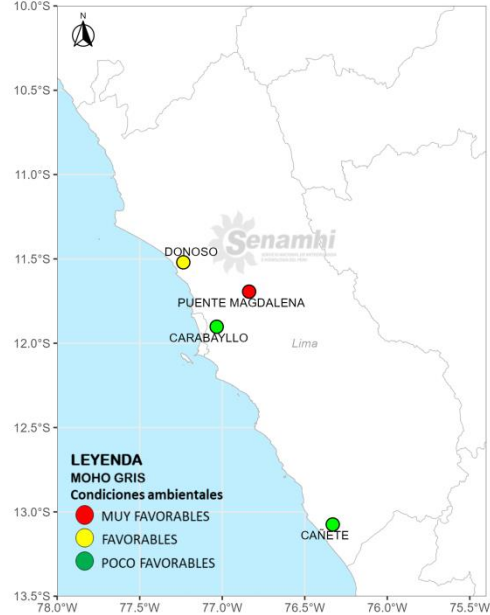 10.0°S
N
10.5°S
11.0°S
Senamhi
DONOSO
11.5°S
PUENTE MAGDALENA
CARABAYLLO
12.0°S
Lima
12.5°S
LEYENDA
MOHO GRIS
Condiciones ambientales
MUY FAVORABLES
13.0°S
FAVORABLES
CAÑETE
POCO FAVORABLES
13.5°S
78.0°W 77.5°W 77.0°W 76.5°W 76.0°W 75.5°W